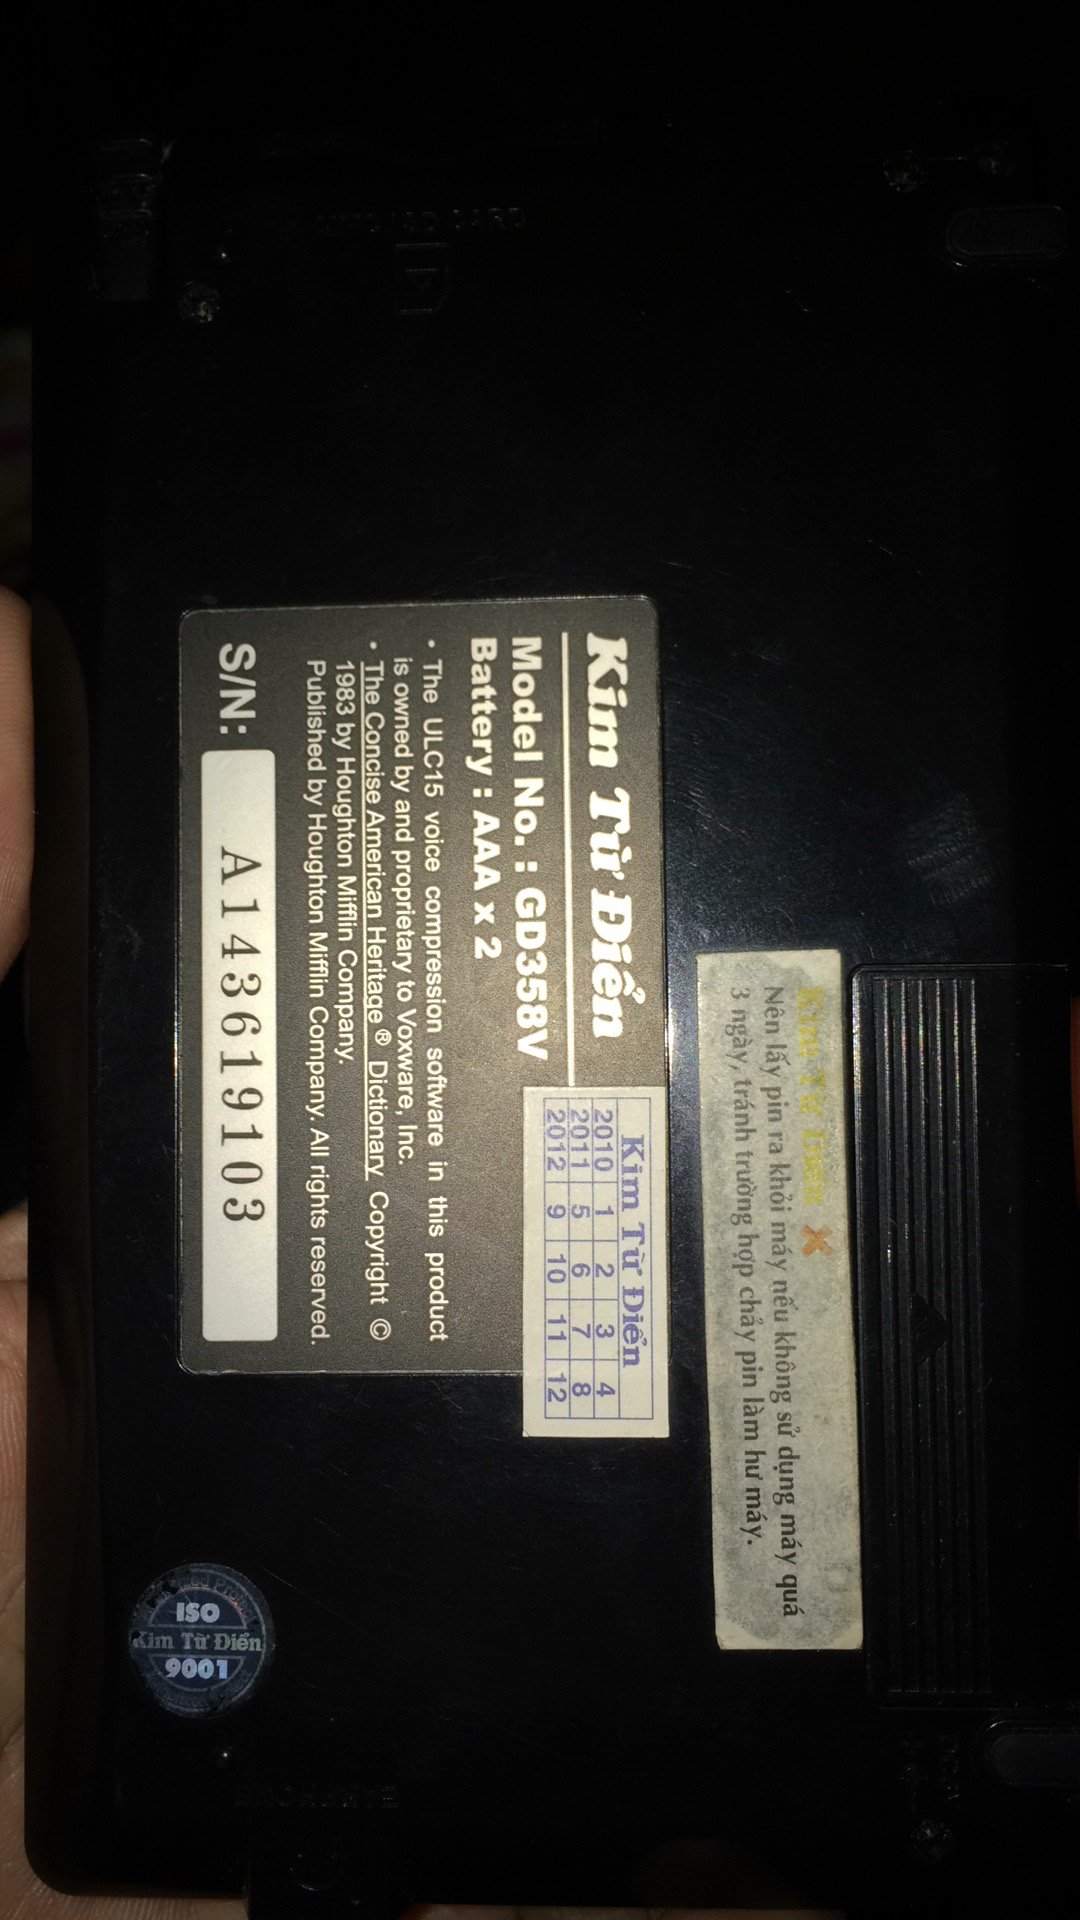 Kim Từ Điển
Nên lấy pin ra khỏi máy nếu không sử dụng máy quá
3 ngày, tránh trường hợp chảy pin làm hư máy.
Kim Từ Điển
Model No. : GD358V
Battery : AAA x 2
• The ULC15 voice compression software in this product
is owned by and proprietary to Voxware, Inc.
• The Concise American Heritage ® Dictionary Copyright ©
1983 by Houghton Mifflin Company.
Published by Houghton Mifflin Company. All rights reserved.
S/N: A143619103
Kim Từ Điển
2010 1 2 3 4
2011 5 6 7 8
2012 9 10 11 12
ISO
Kim Từ Điển
9001